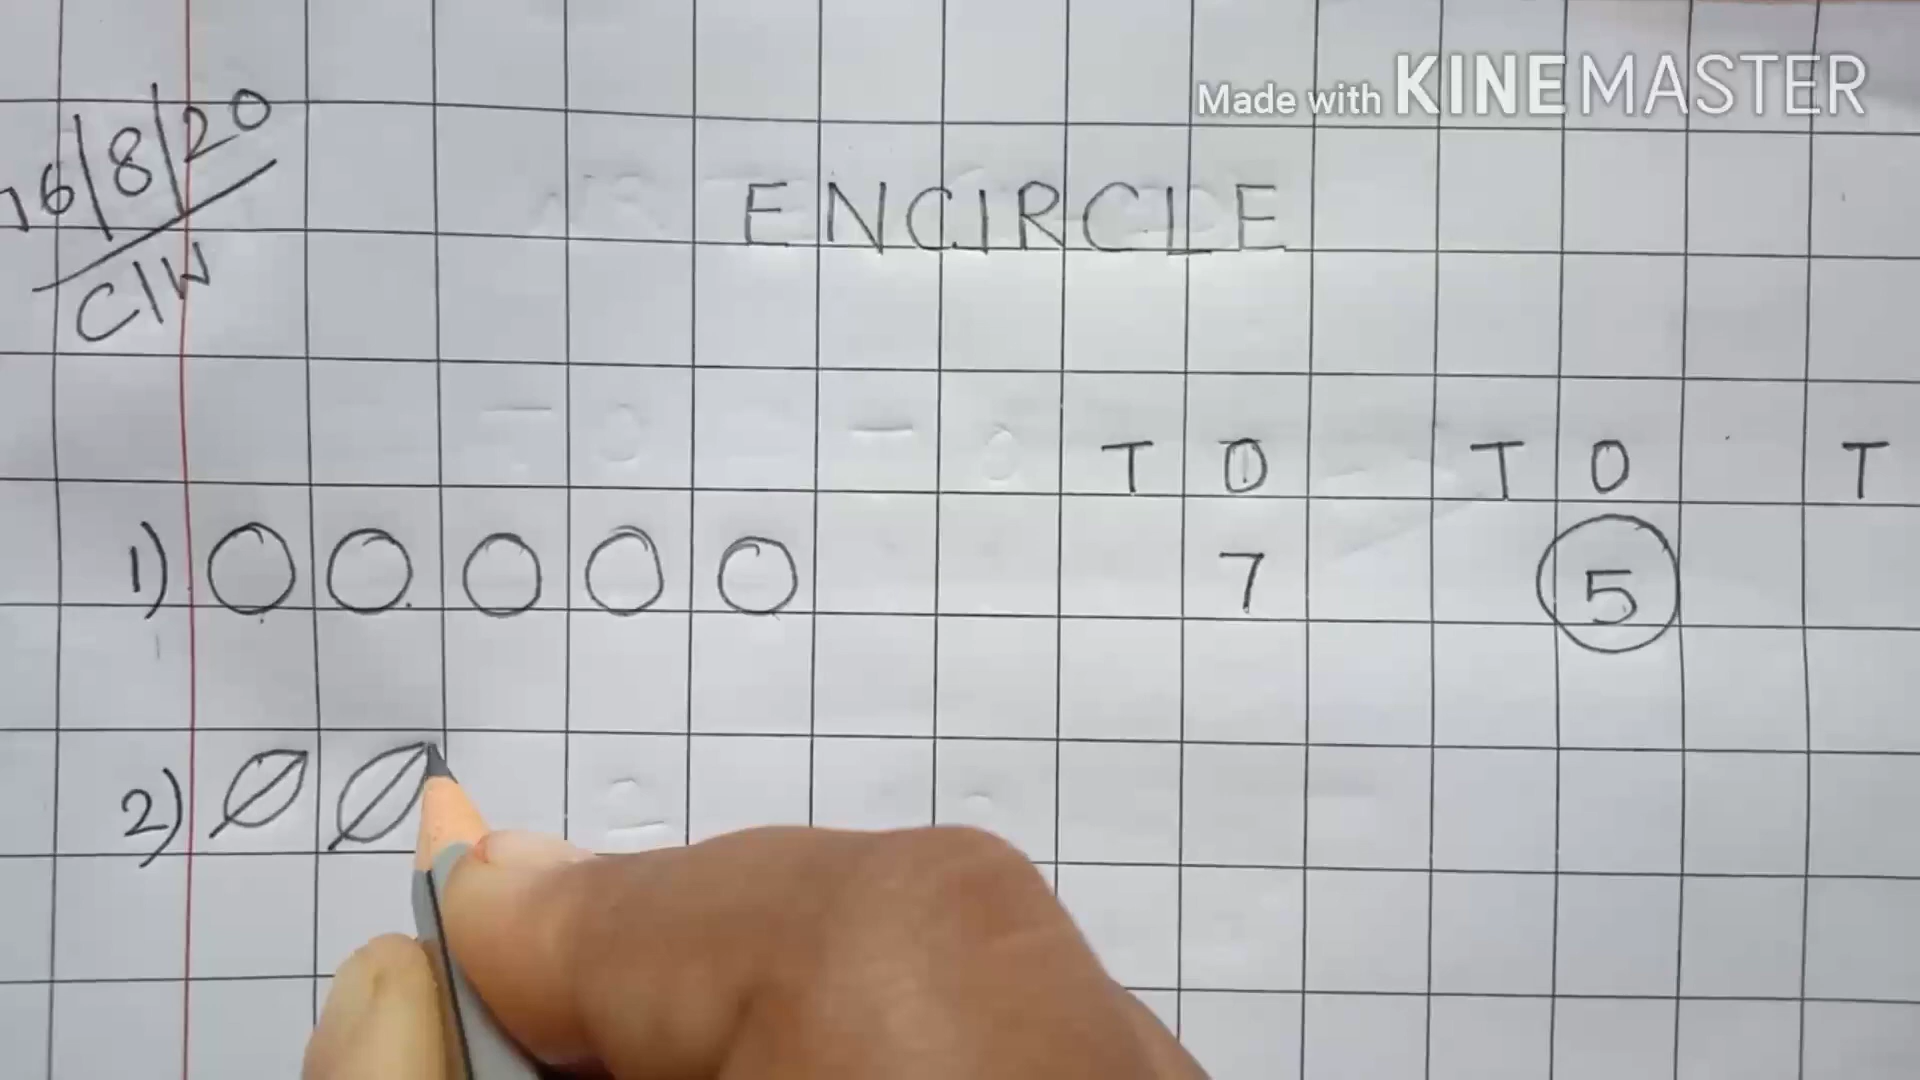 Made with KINEMASTER
16/8/20
C/W
ENCIRCLE
T O T O T
1) 7 5
2)